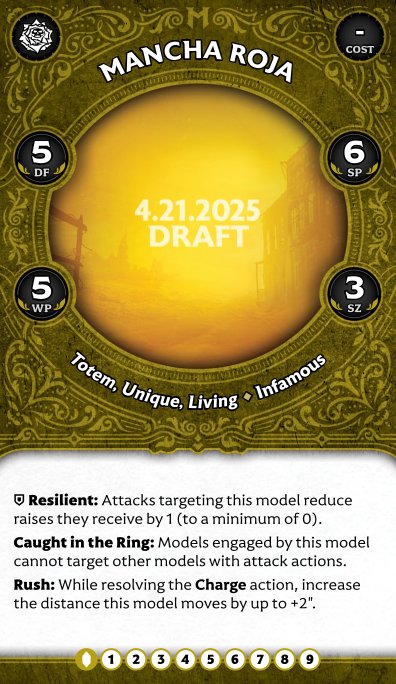 MANCHA ROJA
-
COST
5
DF
6
SP
4.21.2025
DRAFT
5
WP
3
SZ
Totem, Unique, Living ♦ Infamous
Resilient: Attacks targeting this model reduce
raises they receive by 1 (to a minimum of 0).
Caught in the Ring: Models engaged by this model
cannot target other models with attack actions.
Rush: While resolving the Charge action, increase
the distance this model moves by up to +2".
1 2 3 4 5 6 7 8 9